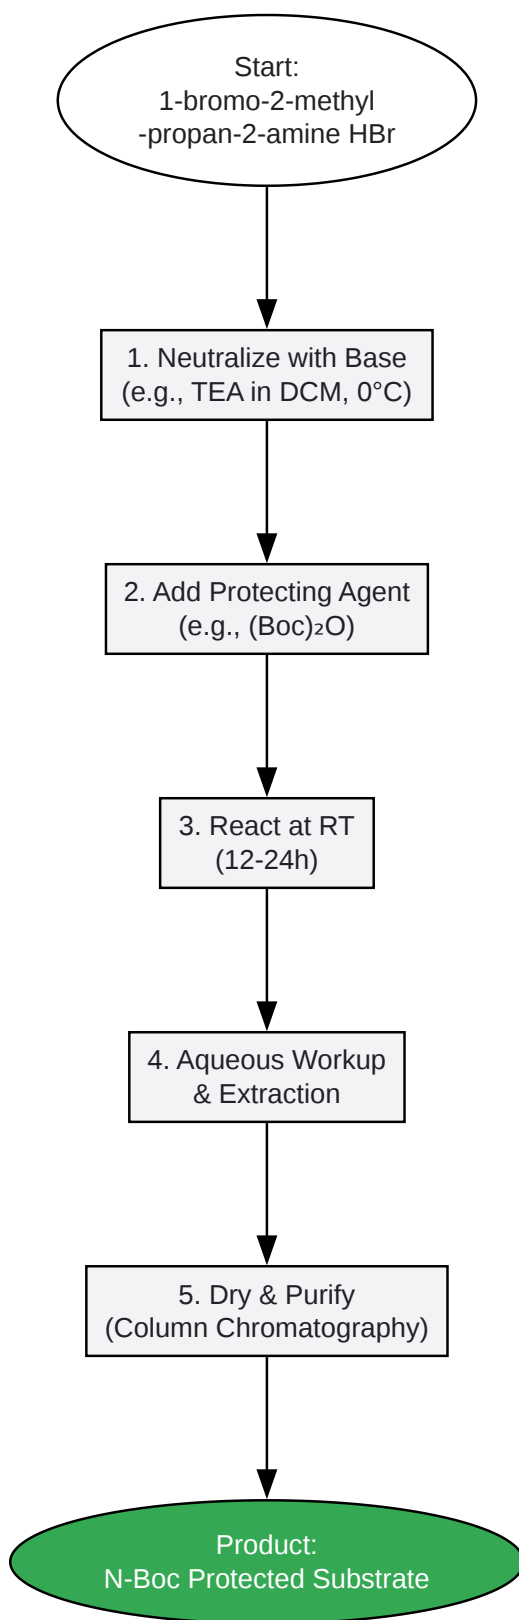 Start:
1-bromo-2-methyl
-propan-2-amine HBr
1. Neutralize with Base
(e.g., TEA in DCM, 0°C)
2. Add Protecting Agent
(e.g., (Boc)₂O)
3. React at RT
(12-24h)
4. Aqueous Workup
& Extraction
5. Dry & Purify
(Column Chromatography)
Product:
N-Boc Protected Substrate